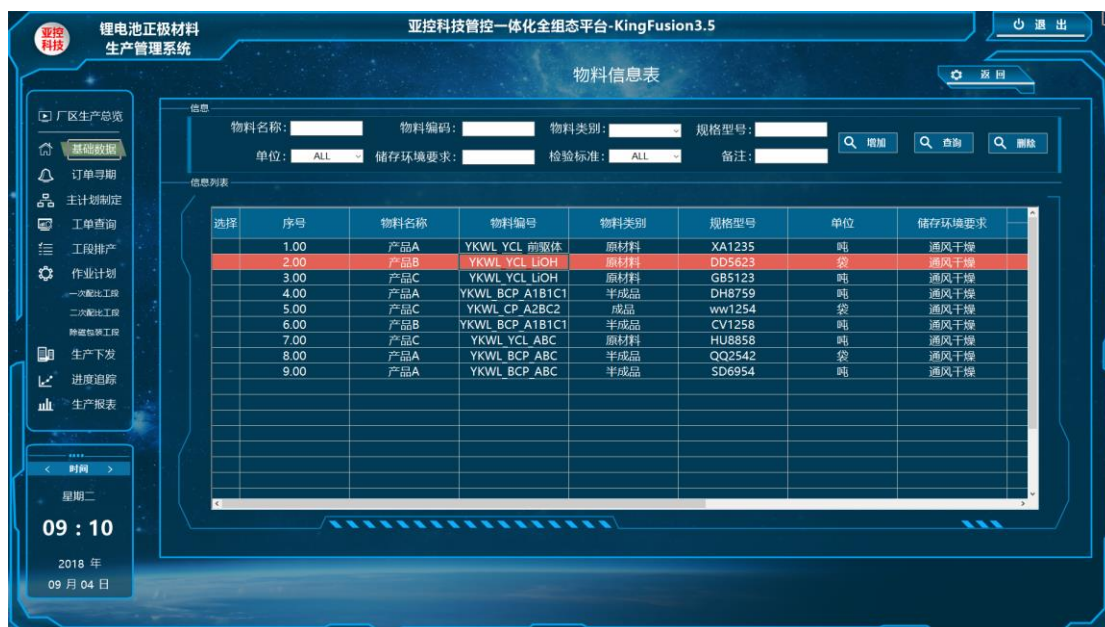 亚控科技
锂电池正极材料
生产管理系统
亚控科技管控一体化全组态平台-KingFusion3.5
退 出
物料信息表
返 回
厂区生产总览
基础数据
订单寻期
主计划制定
工单查询
工段排产
作业计划
一次配比工段
二次配比工段
除磁包装工段
生产下发
进度追踪
生产报表
< 时间 >
星期二
09 : 10
2018 年
09 月 04 日
信息
物料名称: 物料编码: 物料类别: 规格型号:
单位: ALL 储存环境要求: 检验标准: ALL 备注:
增加 查询 删除
信息列表
选择 序号 物料名称 物料编号 物料类别 规格型号 单位 储存环境要求
1.00 产品A YKWL_YCL_前驱体 原材料 XA1235 吨 通风干燥
2.00 产品B YKWL_YCL_LiOH 原材料 DD5623 袋 通风干燥
3.00 产品C YKWL_YCL_LiOH 原材料 GB5123 吨 通风干燥
4.00 产品A YKWL_BCP_A1B1C1 半成品 DH8759 吨 通风干燥
5.00 产品C YKWL_CP_A2BC2 成品 ww1254 袋 通风干燥
6.00 产品B YKWL_BCP_A1B1C1 半成品 CV1258 吨 通风干燥
7.00 产品C YKWL_YCL_ABC 原材料 HU8858 吨 通风干燥
8.00 产品A YKWL_BCP_ABC 半成品 QQ2542 袋 通风干燥
9.00 产品A YKWL_BCP_ABC 半成品 SD6954 吨 通风干燥